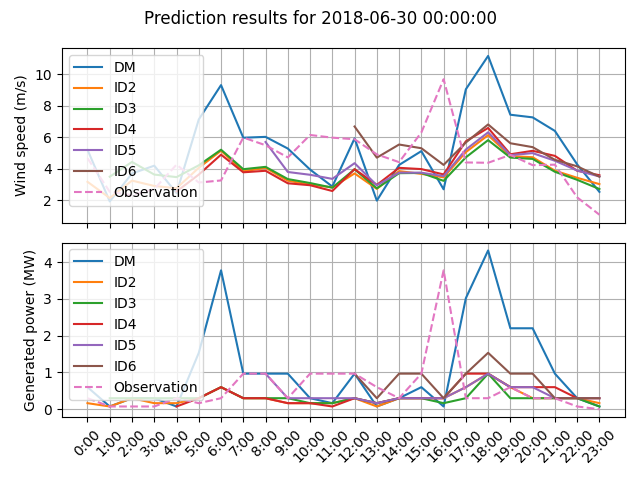 Prediction results for 2018-06-30 00:00:00
Wind speed (m/s)
10
8
6
4
2
DM
ID2
ID3
ID4
ID5
ID6
Observation
Generated power (MW)
4
3
2
1
0
DM
ID2
ID3
ID4
ID5
ID6
Observation
0:00 1:00 2:00 3:00 4:00 5:00 6:00 7:00 8:00 9:00 10:00 11:00 12:00 13:00 14:00 15:00 16:00 17:00 18:00 19:00 20:00 21:00 22:00 23:00